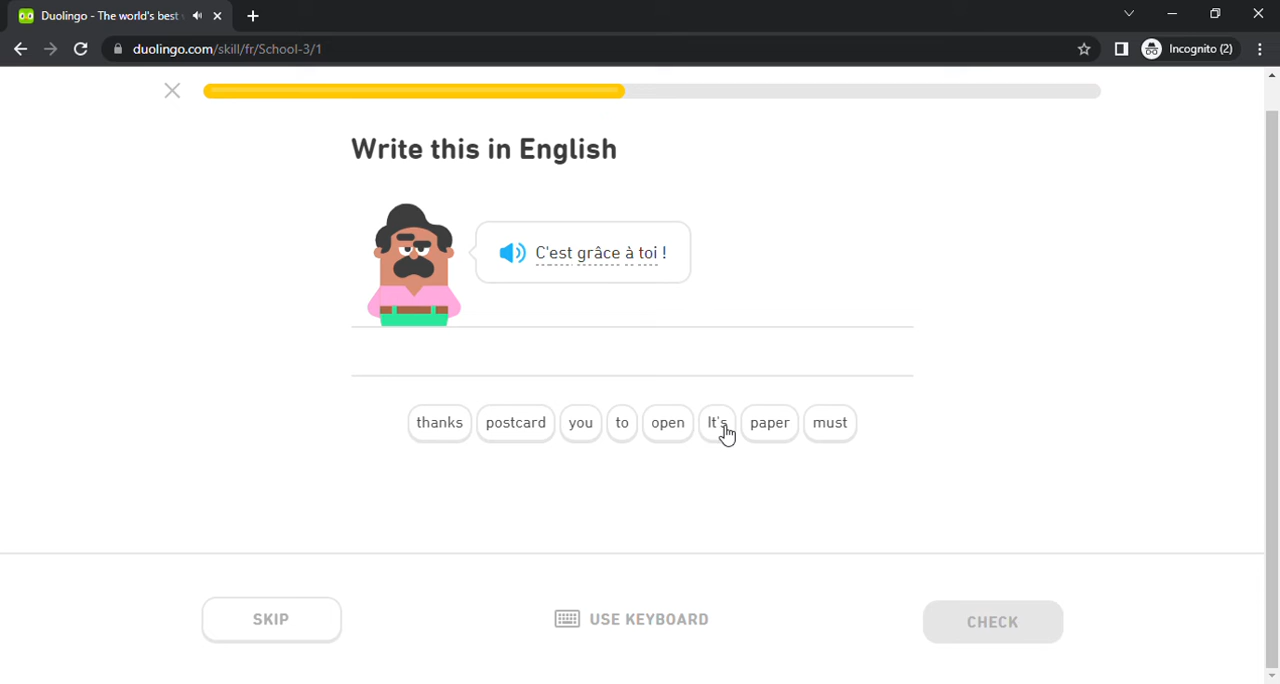 Duolingo - The world's best
duolingo.com/skill/fr/School-3/1
Incognito (2)
Write this in English
C'est grâce à toi !
thanks postcard you to open It's paper must
SKIP
USE KEYBOARD
CHECK